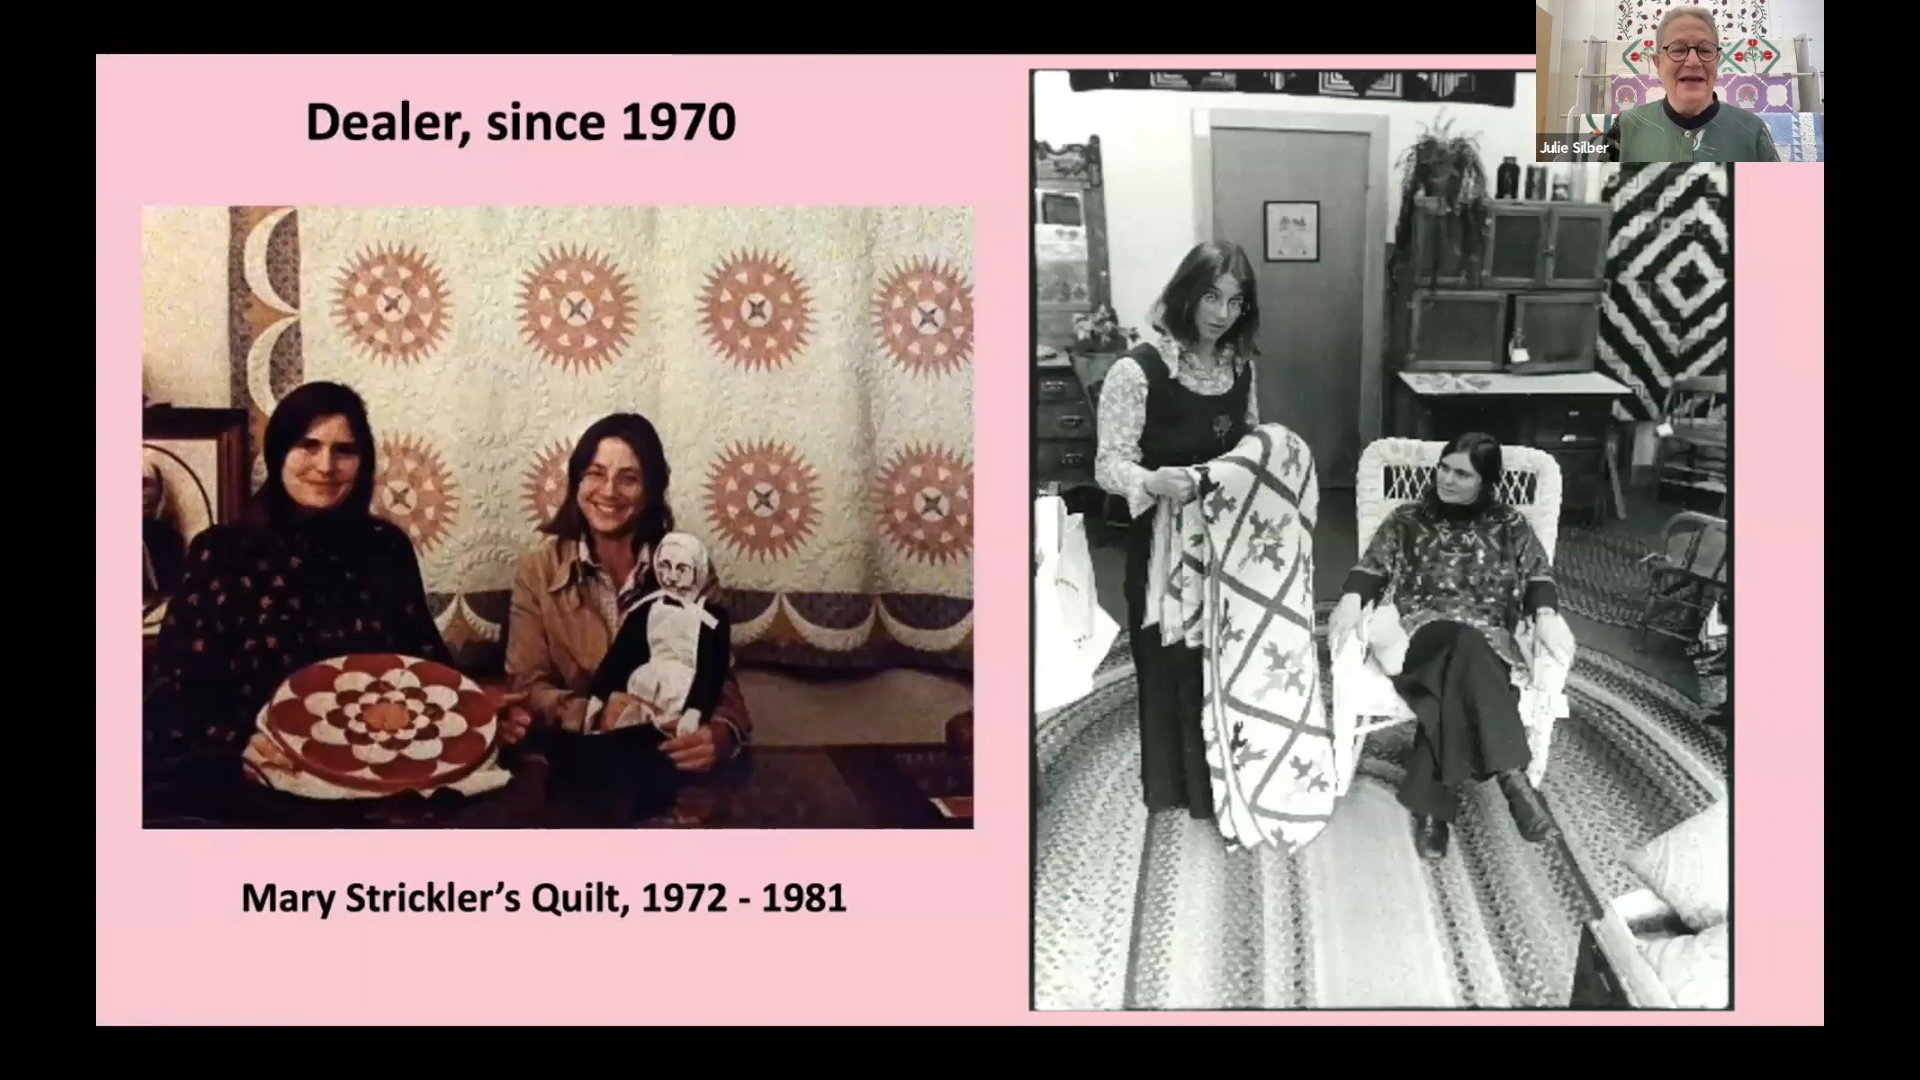 Dealer, since 1970
Julie Silber
Mary Strickler's Quilt, 1972 - 1981